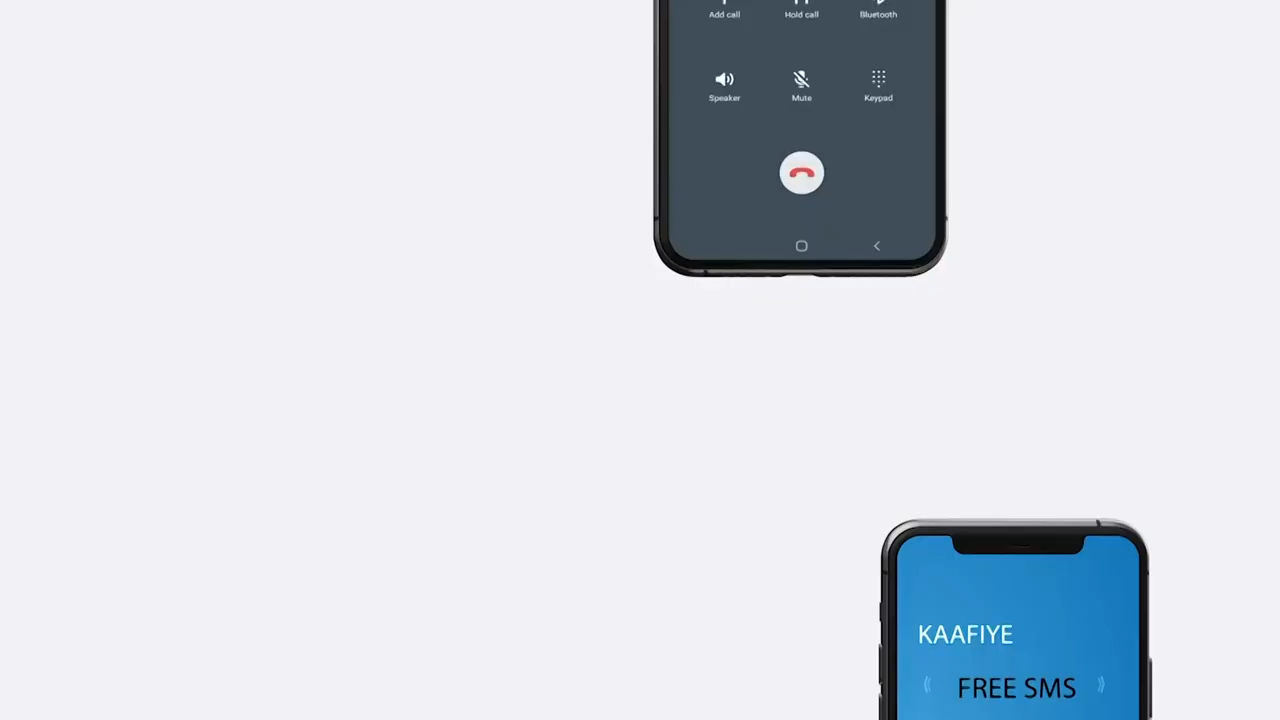 Add call Hold call Bluetooth
Speaker Mute Keypad
KAAFIYE
FREE SMS